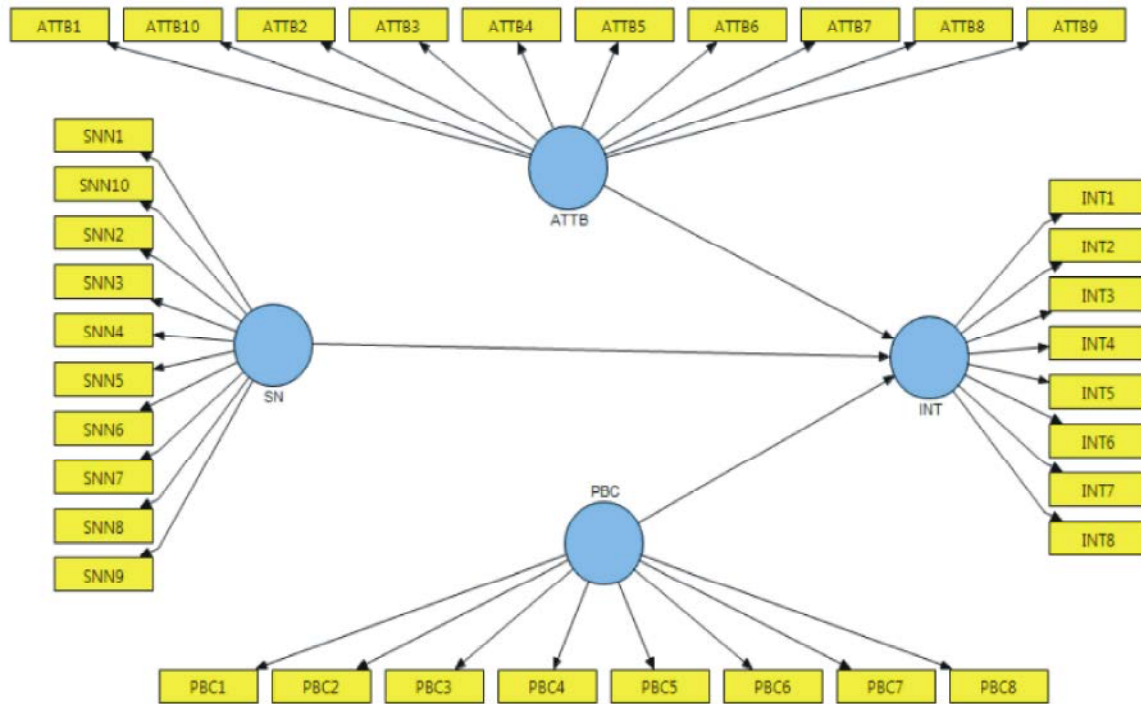 ATTB1 ATTB10 ATTB2 ATTB3 ATTB4 ATTB5 ATTB6 ATTB7 ATTB8 ATTB9
ATTB
SNN1
SNN10
SNN2
SNN3
SNN4
SNN5
SNN6
SNN7
SNN8
SNN9
SN
INT1
INT2
INT3
INT4
INT5
INT6
INT7
INT8
INT
PBC
PBC1 PBC2 PBC3 PBC4 PBC5 PBC6 PBC7 PBC8